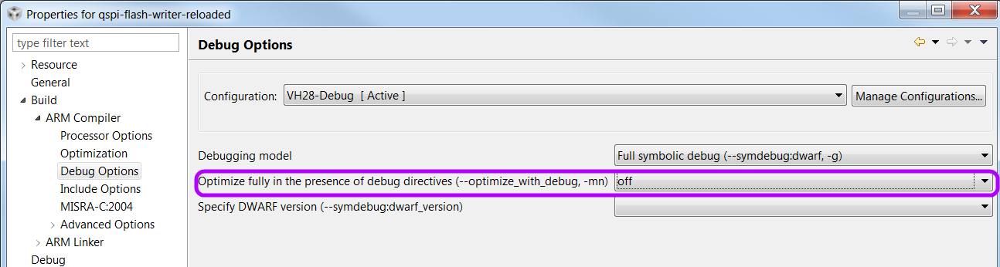 Properties for qspi-flash-writer-reloaded
type filter text
Resource
General
Build
ARM Compiler
Processor Options
Optimization
Debug Options
Include Options
MISRA-C:2004
Advanced Options
ARM Linker
Debug
Debug Options
Configuration: VH28-Debug [ Active ] Manage Configurations...
Debugging model Full symbolic debug (--symdebug:dwarf, -g)
Optimize fully in the presence of debug directives (--optimize_with_debug, -mn) off
Specify DWARF version (--symdebug:dwarf_version)